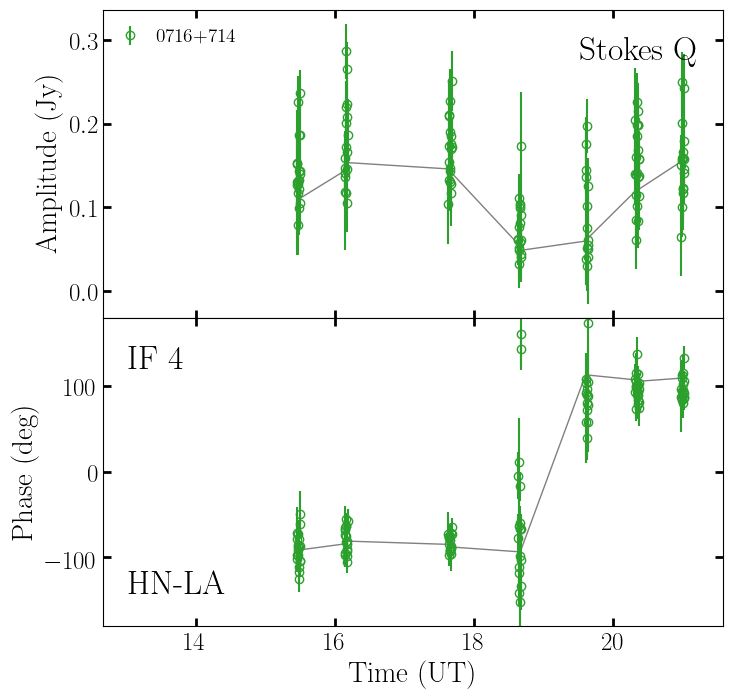 0716+714
Stokes Q
0.3
0.2
0.1
0.0
Amplitude (Jy)
IF 4
100
0
−100
Phase (deg)
HN-LA
14 16 18 20
Time (UT)